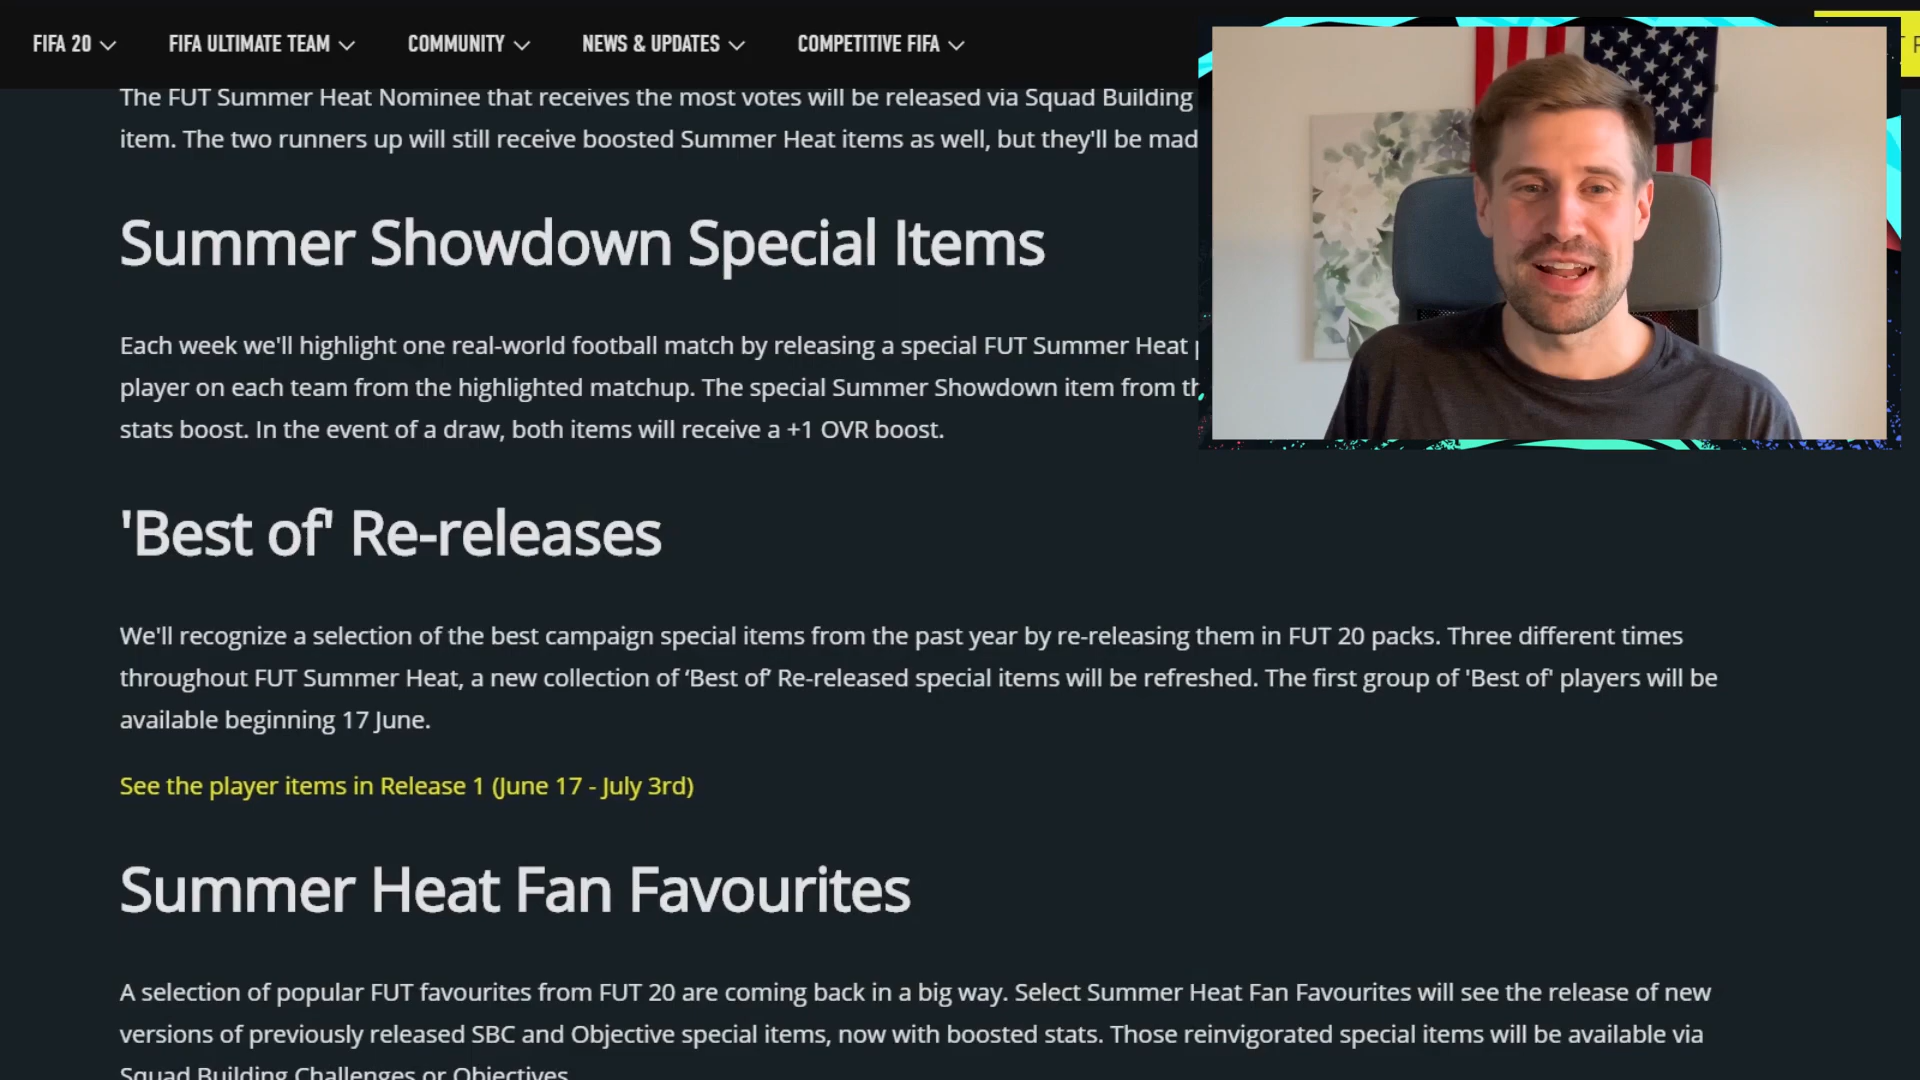 FIFA 20 FIFA ULTIMATE TEAM COMMUNITY NEWS & UPDATES COMPETITIVE FIFA
The FUT Summer Heat Nominee that receives the most votes will be released via Squad Building
item. The two runners up will still receive boosted Summer Heat items as well, but they'll be mad
Summer Showdown Special Items
Each week we'll highlight one real-world football match by releasing a special FUT Summer Heat
player on each team from the highlighted matchup. The special Summer Showdown item from th
stats boost. In the event of a draw, both items will receive a +1 OVR boost.
'Best of' Re-releases
We'll recognize a selection of the best campaign special items from the past year by re-releasing them in FUT 20 packs. Three different times
throughout FUT Summer Heat, a new collection of ‘Best of’ Re-released special items will be refreshed. The first group of 'Best of' players will be
available beginning 17 June.
See the player items in Release 1 (June 17 - July 3rd)
Summer Heat Fan Favourites
A selection of popular FUT favourites from FUT 20 are coming back in a big way. Select Summer Heat Fan Favourites will see the release of new
versions of previously released SBC and Objective special items, now with boosted stats. Those reinvigorated special items will be available via
Squad Building Challenges or Objectives.